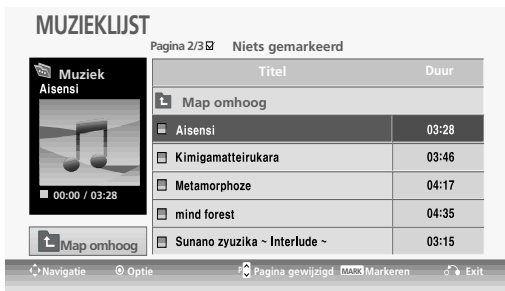 MUZIEKLIJST
Pagina 2/3 Niets gemarkeerd
Muziek
Aisensi
00:00 / 03:28
Map omhoog
Titel Duur
Map omhoog
Aisensi 03:28
Kimigamatteirukara 03:46
Metamorphoze 04:17
mind forest 04:35
Sunano zyuzika ~ Interlude ~ 03:15
Navigatie Optie P Pagina gewijzigd MARK Markeren Exit